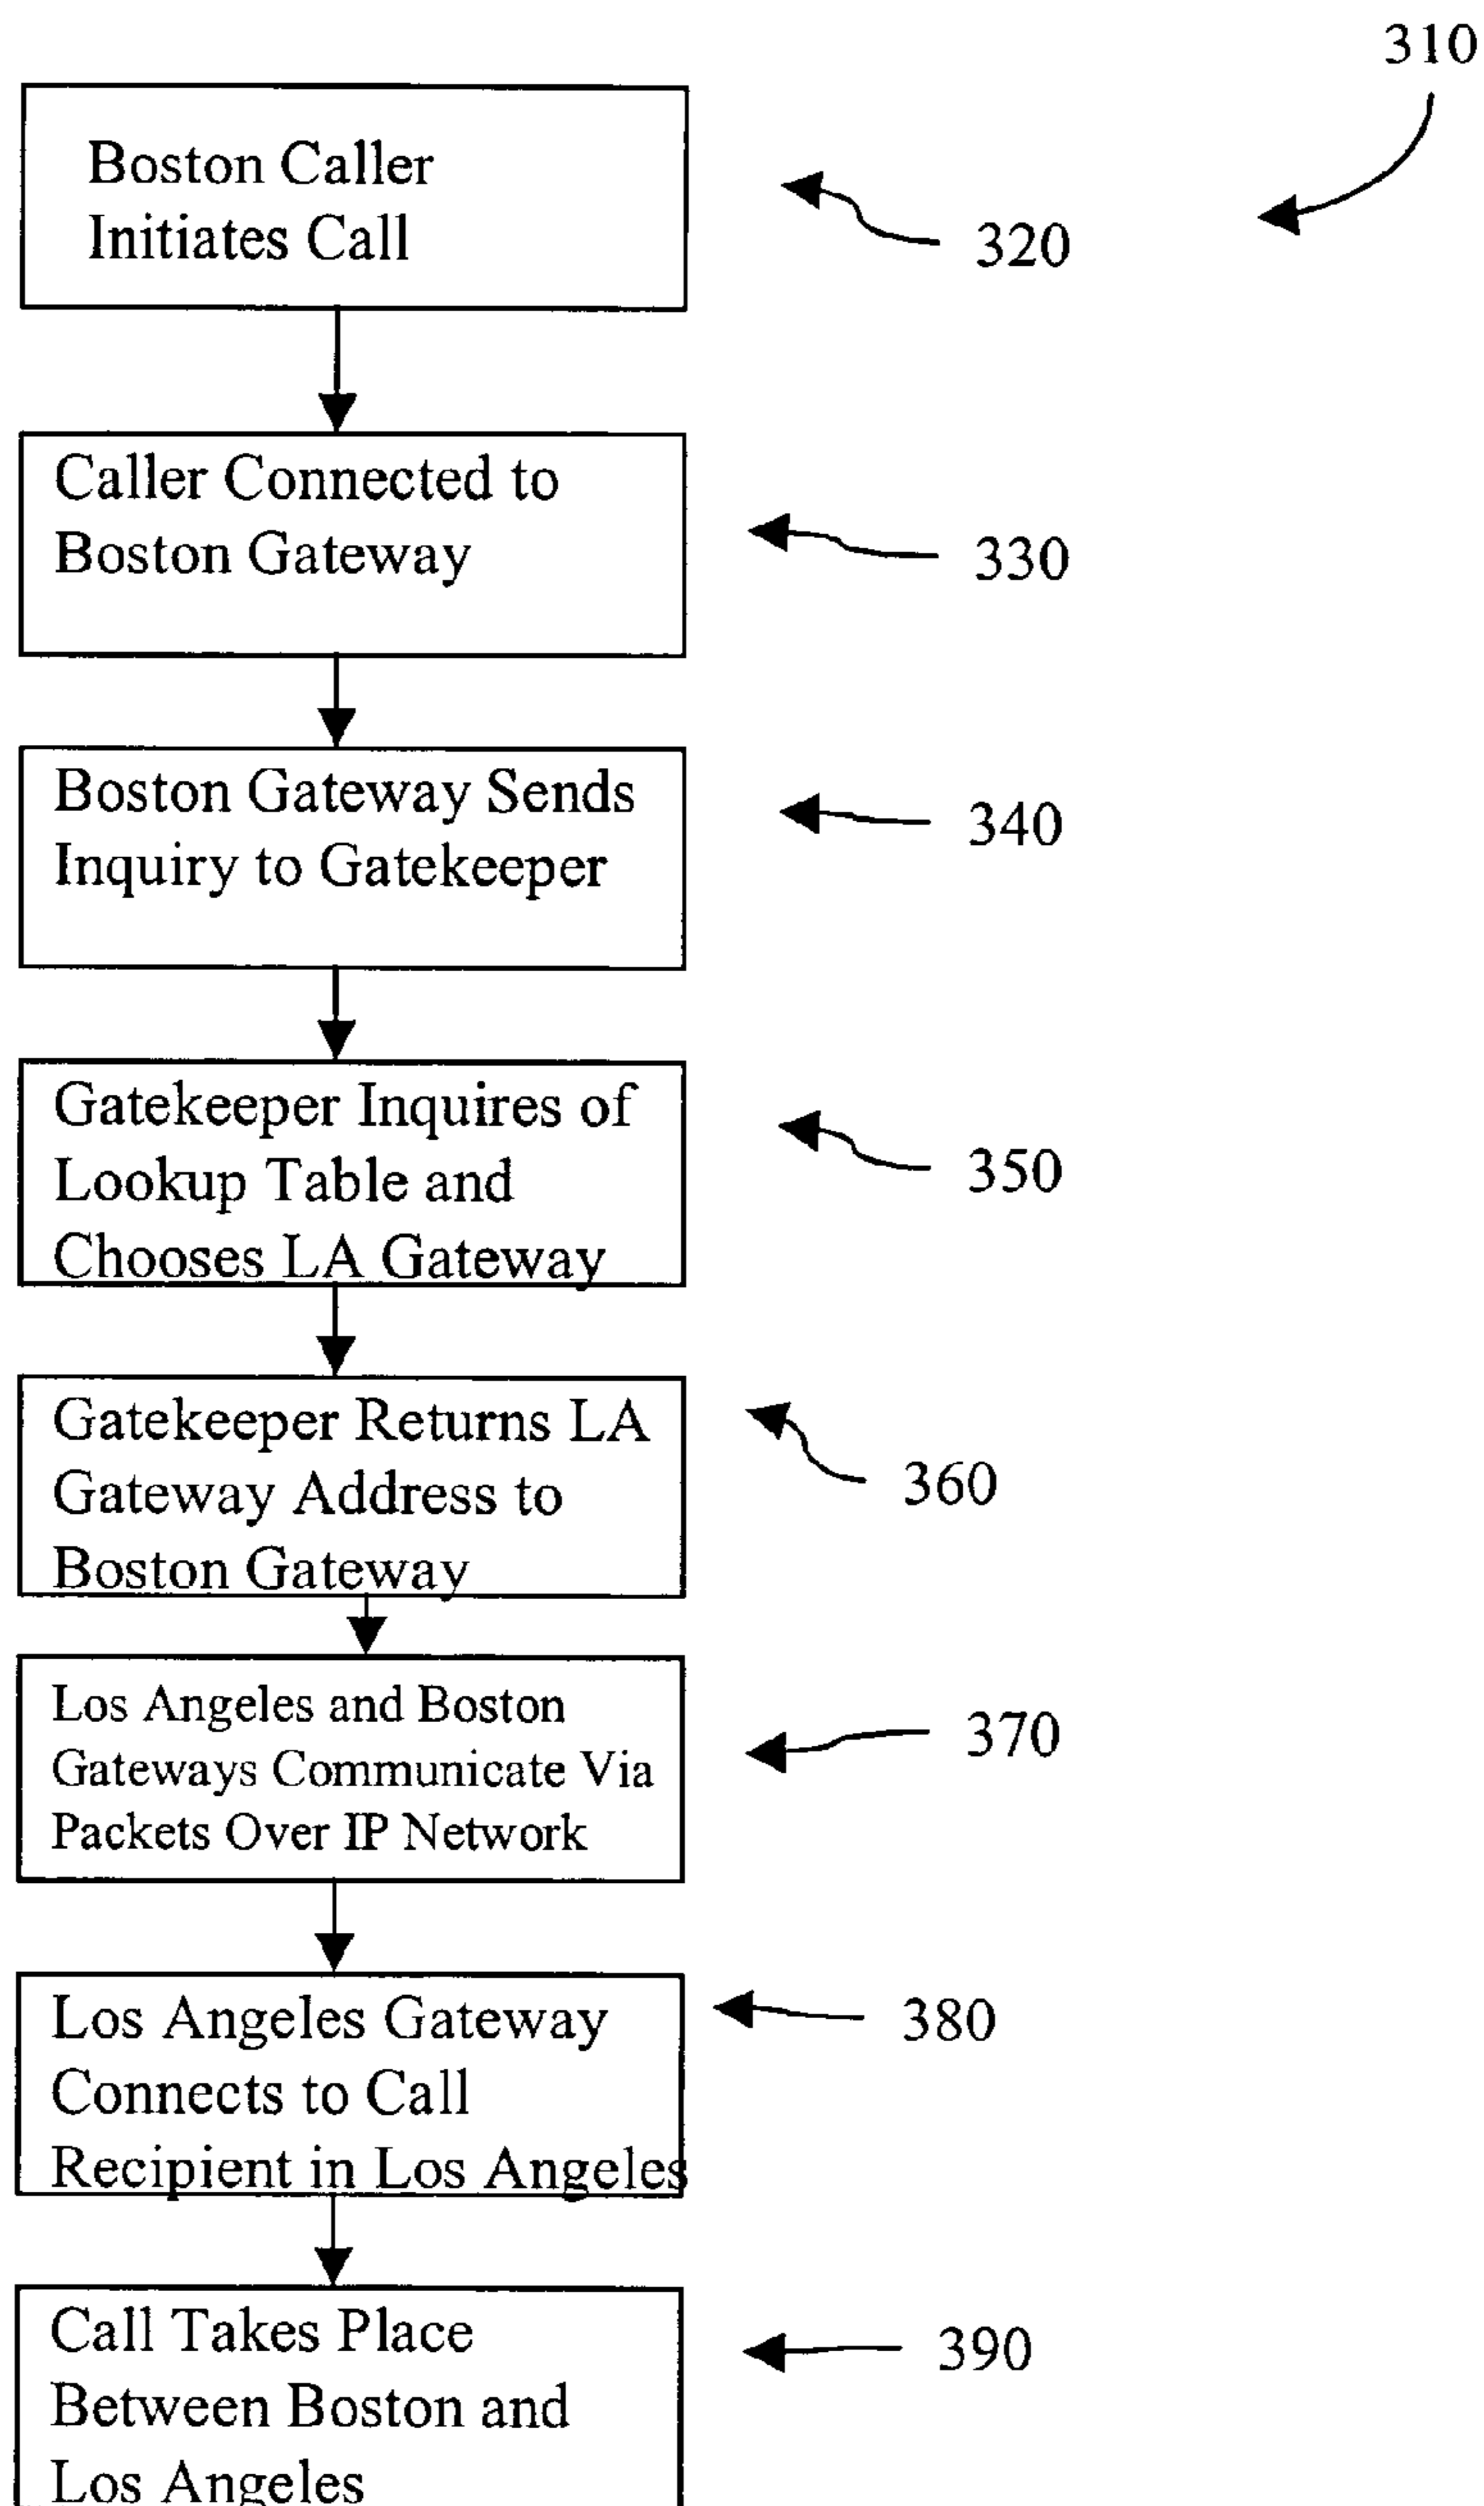 310
Boston Caller
Initiates Call
320
Caller Connected to
Boston Gateway
330
Boston Gateway Sends
Inquiry to Gatekeeper
340
Gatekeeper Inquires of
Lookup Table and
Chooses LA Gateway
350
Gatekeeper Returns LA
Gateway Address to
Boston Gateway
360
Los Angeles and Boston
Gateways Communicate Via
Packets Over IP Network
370
Los Angeles Gateway
Connects to Call
Recipient in Los Angeles
380
Call Takes Place
Between Boston and
Los Angeles
390